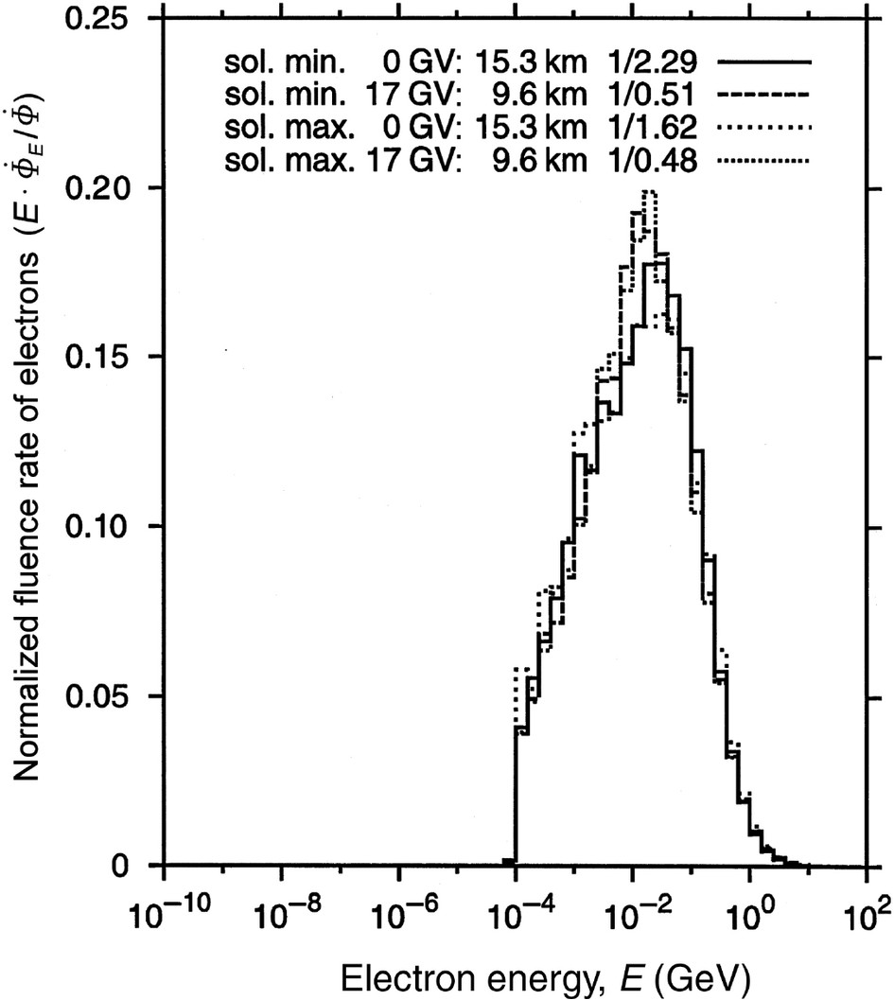 0.25
sol. min. 0 GV: 15.3 km 1/2.29
sol. min. 17 GV: 9.6 km 1/0.51
sol. max. 0 GV: 15.3 km 1/1.62
sol. max. 17 GV: 9.6 km 1/0.48
0.20
0.15
0.10
0.05
0
Normalized fluence rate of electrons (E · Φ̇_E/Φ̇)
10⁻¹⁰ 10⁻⁸ 10⁻⁶ 10⁻⁴ 10⁻² 10⁰ 10²
Electron energy, E (GeV)